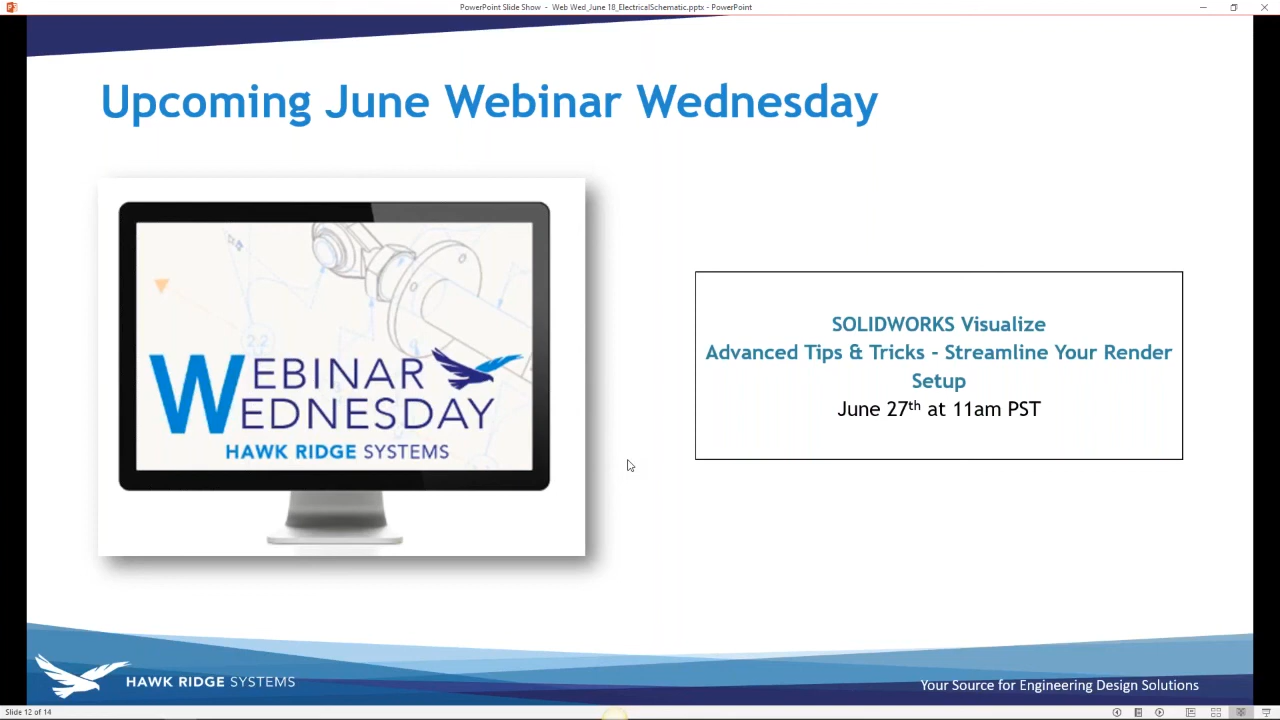 PowerPoint Slide Show - Web Wed_June 18_ElectricalSchematic.pptx - PowerPoint
Upcoming June Webinar Wednesday
2.2
WEBINAR
WEDNESDAY
HAWK RIDGE SYSTEMS
SOLIDWORKS Visualize
Advanced Tips & Tricks - Streamline Your Render
Setup
June 27th at 11am PST
HAWK RIDGE SYSTEMS
Your Source for Engineering Design Solutions
Slide 12 of 14